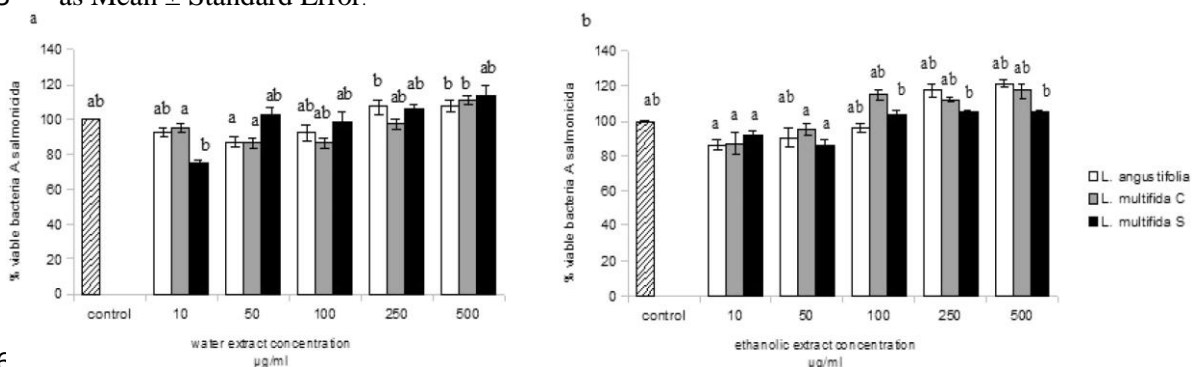 as Mean ± Standard Error.
a
140
120
100
80
60
40
20
0
% viable bacteria A.salmonicida
ab
a a b
a a ab
ab ab ab
b ab ab
b b ab
control 10 50 100 250 500
water extract concentration
µg/ml
b
140
120
100
80
60
40
20
0
% viable bacteria A.salmonicida
ab
a a a
ab a a
ab ab b
ab ab b
ab ab b
control 10 50 100 250 500
ethanolic extract concentration
µg/ml
L. angustifolia
L. multifida C
L. multifida S